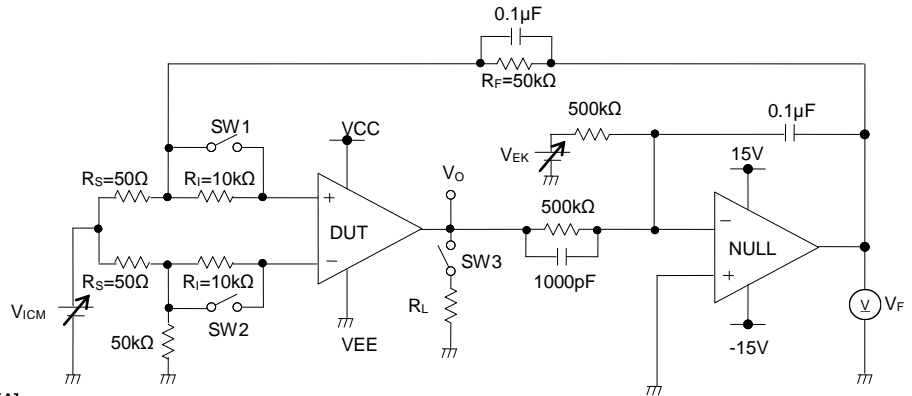 0.1µF
RF=50kΩ
500kΩ
0.1µF
SW1
VCC
VEK
15V
RS=50Ω
RI=10kΩ
VO
500kΩ
+
DUT
−
−
NULL
+
SW3
1000pF
RS=50Ω
RI=10kΩ
VICM
SW2
RL
V
VF
50kΩ
VEE
-15V